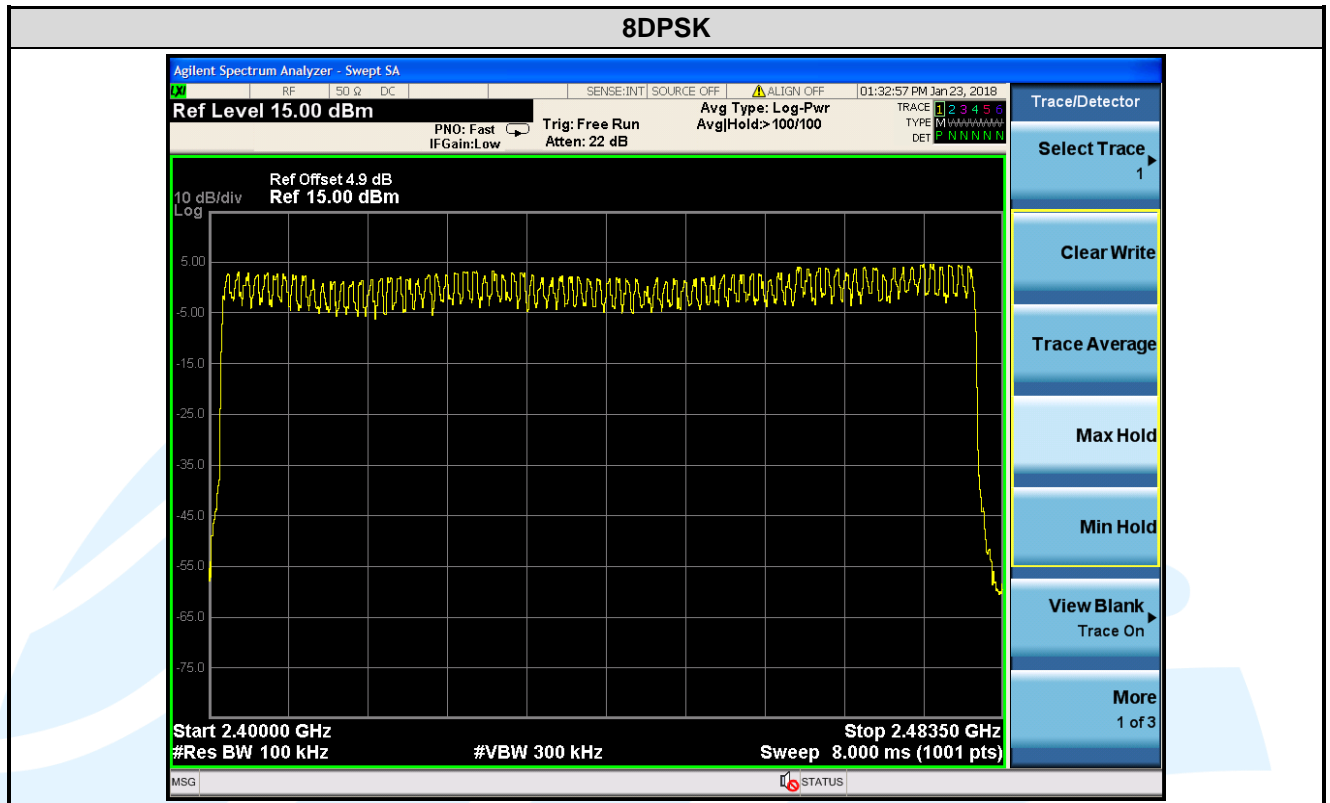 8DPSK
Agilent Spectrum Analyzer - Swept SA
LXI RF 50 Ω DC SENSE:INT SOURCE OFF ALIGN OFF 01:32:57 PM Jan 23, 2018
Ref Level 15.00 dBm
PNO: Fast
IFGain:Low
Trig: Free Run
Atten: 22 dB
Avg Type: Log-Pwr
Avg|Hold:>100/100
TRACE 1 2 3 4 5 6
TYPE M WWWWW
DET P N N N N N
Trace/Detector
Select Trace
1
Clear Write
Trace Average
Max Hold
Min Hold
View Blank
Trace On
More
1 of 3
Ref Offset 4.9 dB
10 dB/div Ref 15.00 dBm
Log
5.00
-5.00
-15.0
-25.0
-35.0
-45.0
-55.0
-65.0
-75.0
Start 2.40000 GHz Stop 2.48350 GHz
#Res BW 100 kHz #VBW 300 kHz Sweep 8.000 ms (1001 pts)
MSG STATUS